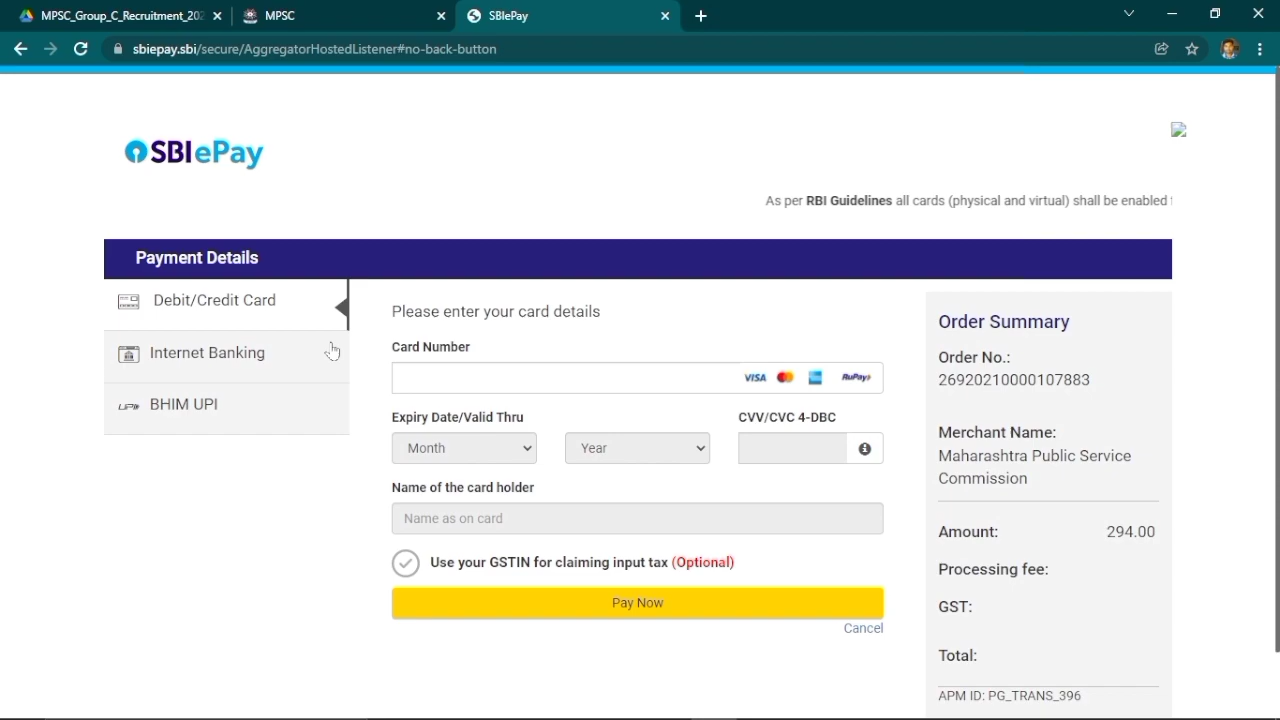 MPSC_Group_C_Recruitment_202
MPSC
SBIePay
sbiepay.sbi/secure/AggregatorHostedListener#no-back-button
SBIePay
As per RBI Guidelines all cards (physical and virtual) shall be enabled
Payment Details
Debit/Credit Card
Internet Banking
BHIM UPI
Please enter your card details
Card Number
VISA RuPay
Expiry Date/Valid Thru
CVV/CVC 4-DBC
Month
Year
Name of the card holder
Name as on card
Use your GSTIN for claiming input tax (Optional)
Pay Now
Cancel
Order Summary
Order No.:
26920210000107883
Merchant Name:
Maharashtra Public Service
Commission
Amount: 294.00
Processing fee:
GST:
Total:
APM ID: PG_TRANS_396